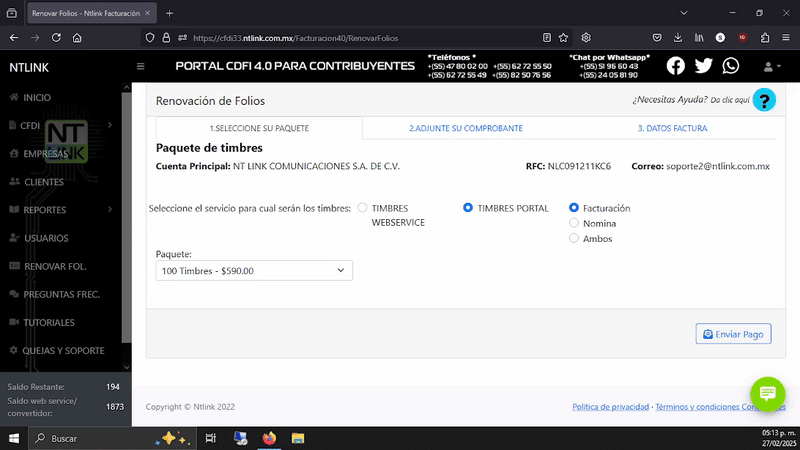 Renovar Folios - Ntlink Facturación
https://cfdi33.ntlink.com.mx/Facturacion40/RenovarFolios
NTLINK
PORTAL CDFI 4.0 PARA CONTRIBUYENTES
*Teléfonos *
+(55) 47 80 02 00 +(55) 62 72 55 50
+(55) 62 72 55 49 +(55) 82 50 76 56
*Chat por Whatsapp*
+(55) 51 96 60 43
+(55) 24 05 81 90
INICIO
CFDI
EMPRESAS
CLIENTES
REPORTES
USUARIOS
RENOVAR FOL.
PREGUNTAS FREC.
TUTORIALES
QUEJAS Y SOPORTE
NT
LINK
Saldo Restante: 194
Saldo web service/
convertidor: 1873
Renovación de Folios
¿Necesitas Ayuda? Da clic aquí
?
1.SELECCIONE SU PAQUETE
2.ADJUNTE SU COMPROBANTE
3. DATOS FACTURA
Paquete de timbres
Cuenta Principal: NT LINK COMUNICACIONES S.A. DE C.V.
RFC: NLC091211KC6
Correo: soporte2@ntlink.com.mx
Seleccione el servicio para cual serán los timbres:
TIMBRES
WEBSERVICE
TIMBRES PORTAL
Facturación
Nomina
Ambos
Paquete:
100 Timbres - $590.00
Enviar Pago
Copyright © Ntlink 2022
Política de privacidad · Términos y condiciones
Buscar
05:13 p. m.
27/02/2025